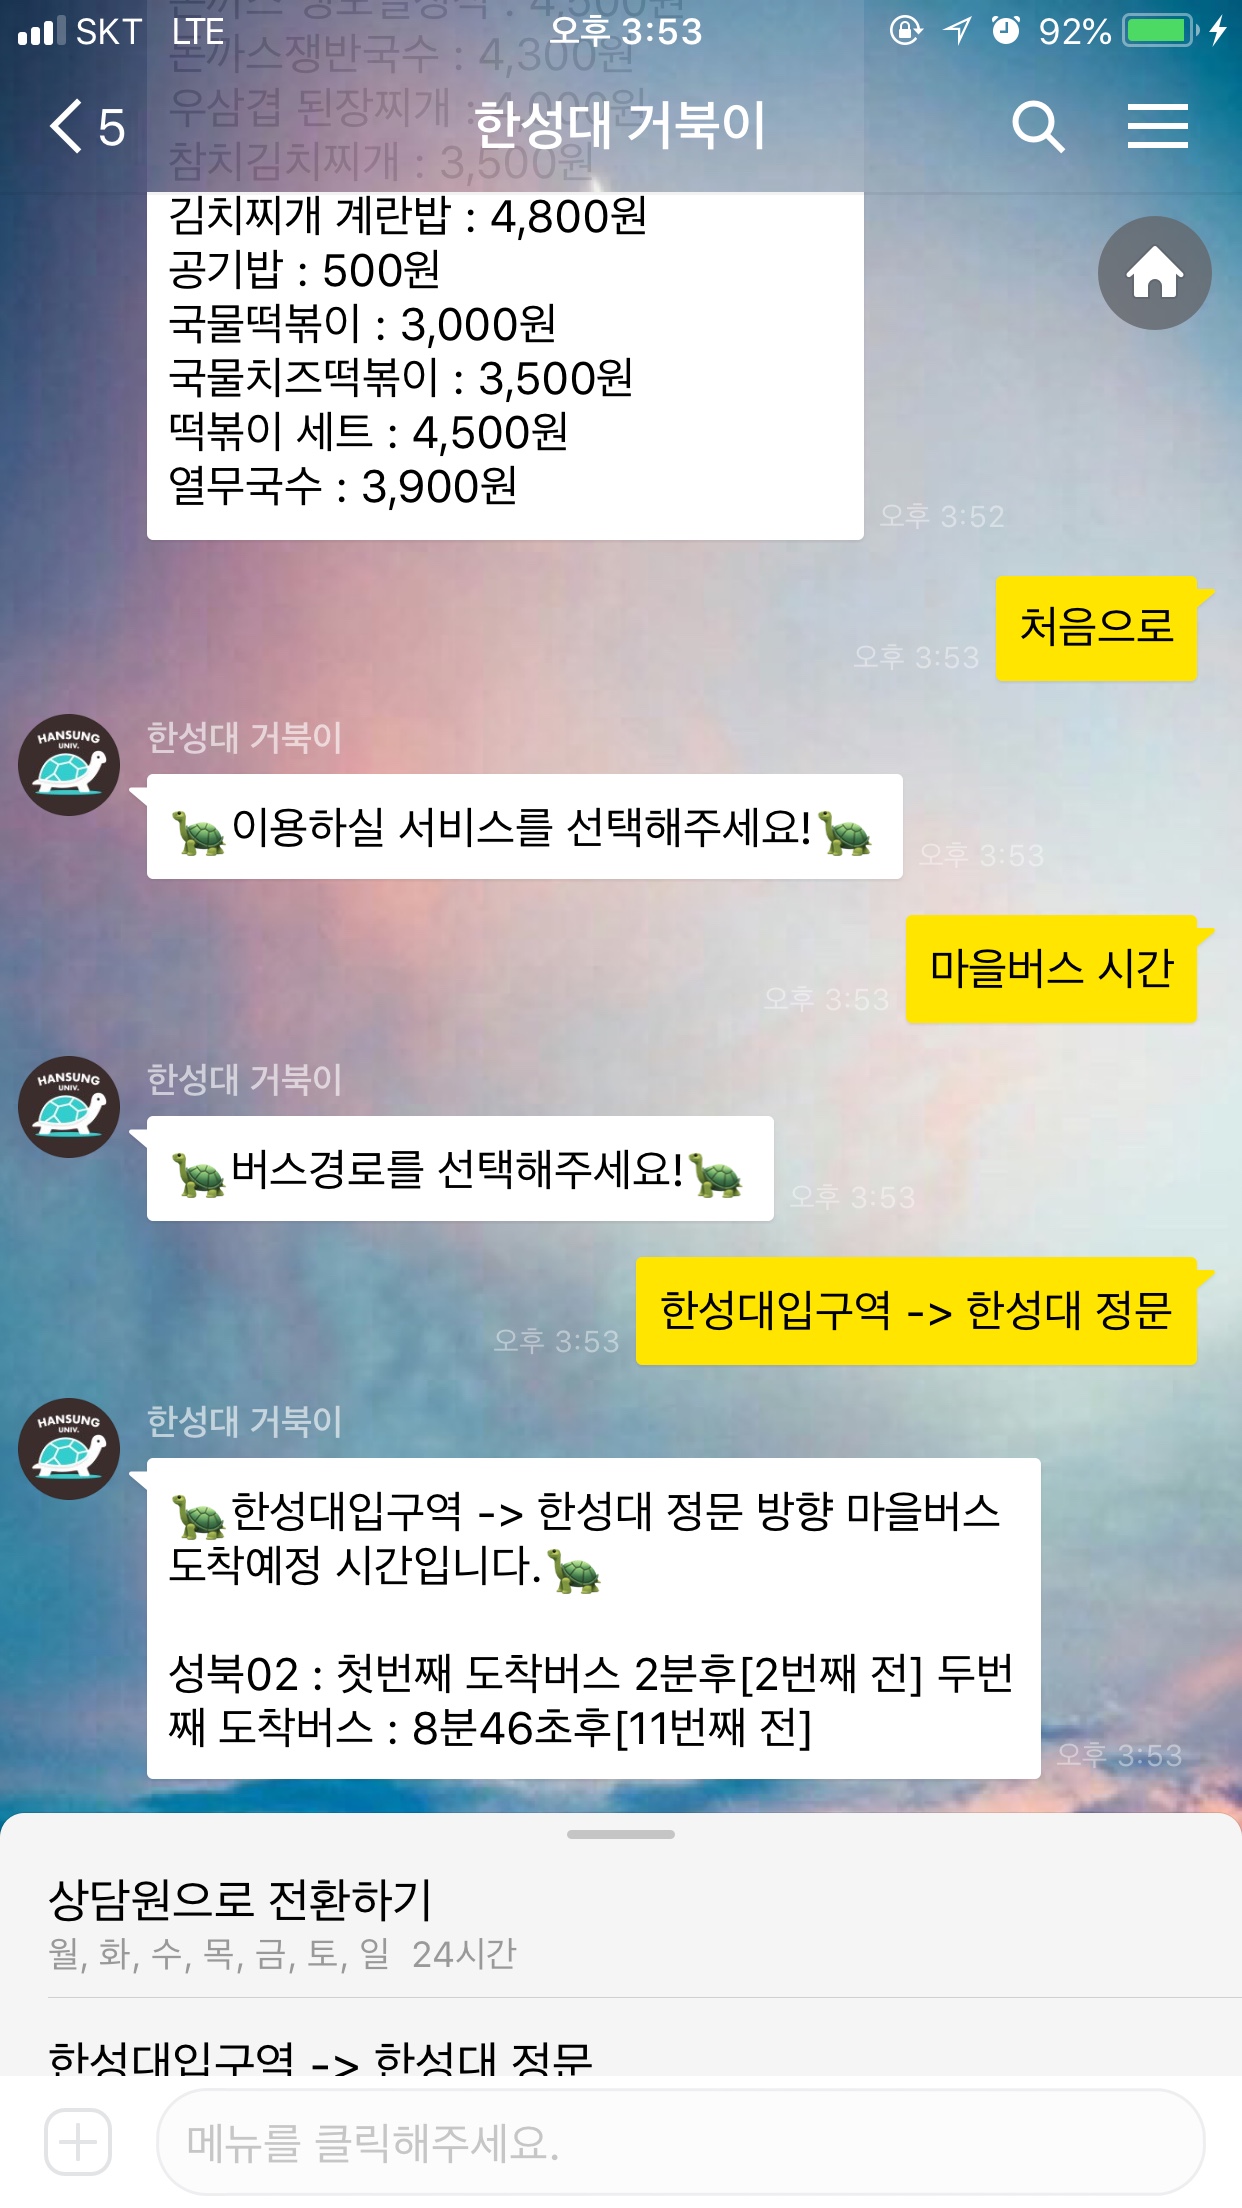 SKT LTE 오후 3:53 92%
5 한성대 거북이
돈까스쟁반국수 : 4,300원
우삼겹 된장찌개 : 4,000원
참치김치찌개 : 3,500원
김치찌개 계란밥 : 4,800원
공기밥 : 500원
국물떡볶이 : 3,000원
국물치즈떡볶이 : 3,500원
떡볶이 세트 : 4,500원
열무국수 : 3,900원
오후 3:52
처음으로
오후 3:53
HANSUNG
UNIV.
한성대 거북이
🐢이용하실 서비스를 선택해주세요!🐢
오후 3:53
마을버스 시간
오후 3:53
HANSUNG
UNIV.
한성대 거북이
🐢버스경로를 선택해주세요!🐢
오후 3:53
한성대입구역 -> 한성대 정문
오후 3:53
HANSUNG
UNIV.
한성대 거북이
🐢한성대입구역 -> 한성대 정문 방향 마을버스
도착예정 시간입니다.🐢
성북02 : 첫번째 도착버스 2분후[2번째 전] 두번
째 도착버스 : 8분46초후[11번째 전]
오후 3:53
상담원으로 전환하기
월, 화, 수, 목, 금, 토, 일 24시간
한성대입구역 -> 한성대 정문
메뉴를 클릭해주세요.